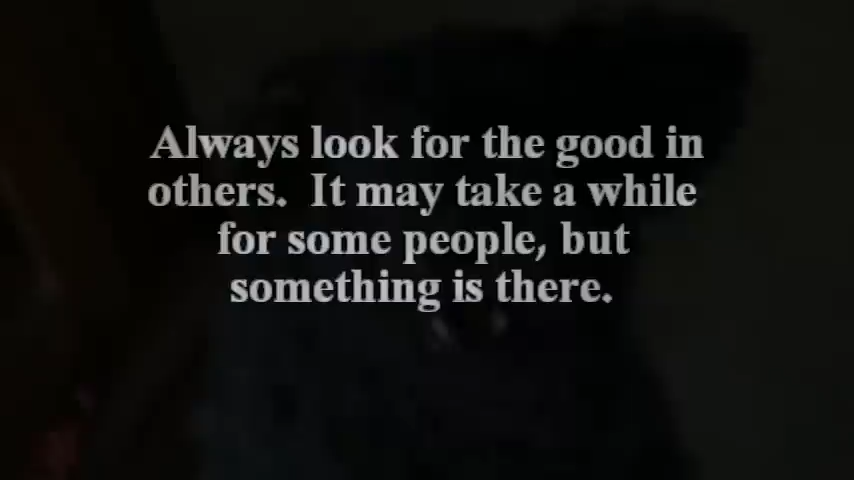 Always look for the good in
others.  It may take a while
for some people, but
something is there.